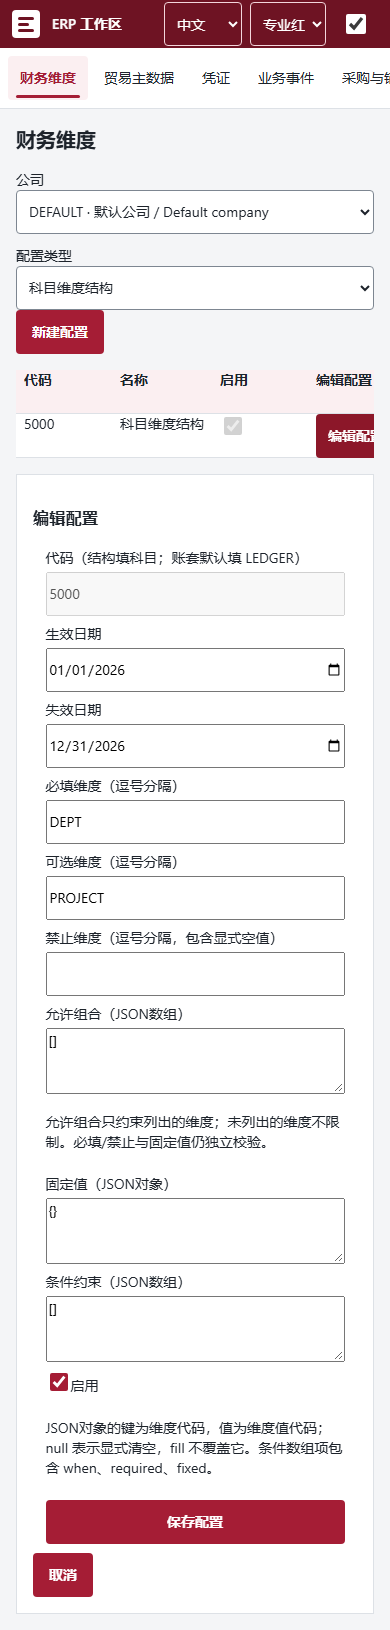 ERP 工作区
中文
专业红
财务维度
贸易主数据
凭证
业务事件
采购与
财务维度
公司
DEFAULT · 默认公司 / Default company
配置类型
科目维度结构
新建配置
代码
名称
启用
编辑配置
5000
科目维度结构
编辑配
编辑配置
代码（结构填科目；账套默认填 LEDGER）
5000
生效日期
01/01/2026
失效日期
12/31/2026
必填维度（逗号分隔）
DEPT
可选维度（逗号分隔）
PROJECT
禁止维度（逗号分隔，包含显式空值）
允许组合（JSON数组）
[]
允许组合只约束列出的维度；未列出的维度不限
制。必填/禁止与固定值仍独立校验。
固定值（JSON对象）
{}
条件约束（JSON数组）
[]
启用
JSON对象的键为维度代码，值为维度值代码；
null 表示显式清空，fill 不覆盖它。条件数组项包
含 when、required、fixed。
保存配置
取消